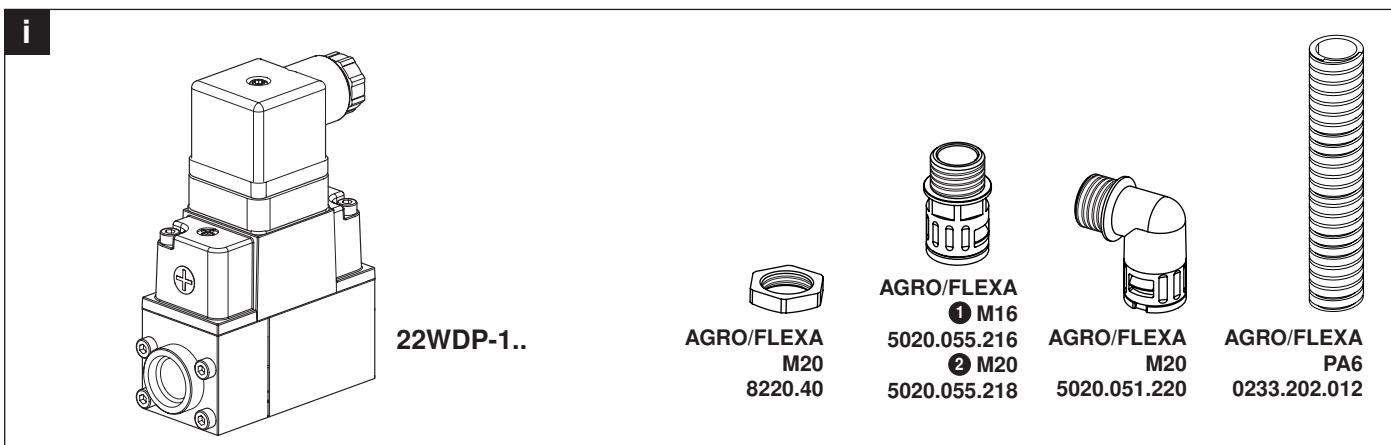 i
22WDP-1..
AGRO/FLEXA
M20
8220.40
AGRO/FLEXA
❶ M16
5020.055.216
❷ M20
5020.055.218
AGRO/FLEXA
M20
5020.051.220
AGRO/FLEXA
PA6
0233.202.012